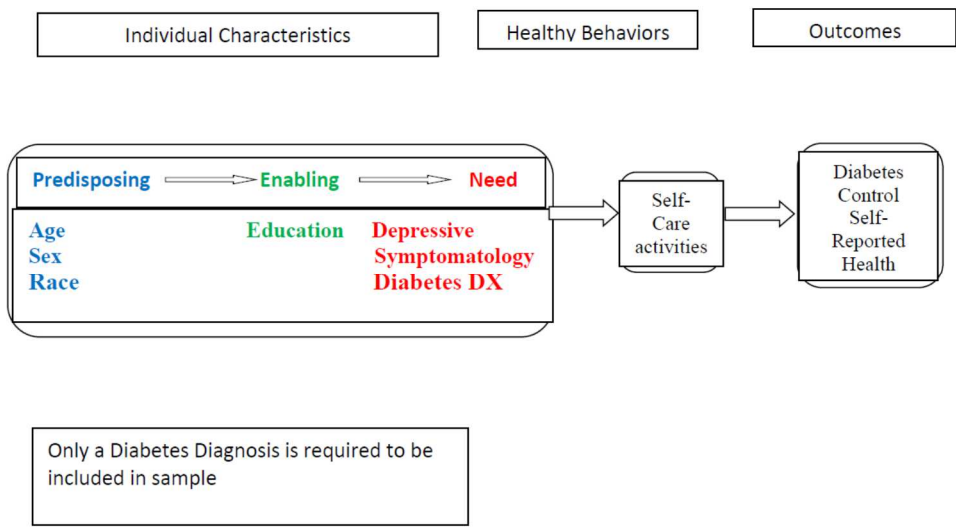 Individual Characteristics
Healthy Behaviors
Outcomes
Predisposing
Enabling
Need
Age
Sex
Race
Education
Depressive
Symptomatology
Diabetes DX
Self-
Care
activities
Diabetes
Control
Self-
Reported
Health
Only a Diabetes Diagnosis is required to be
included in sample